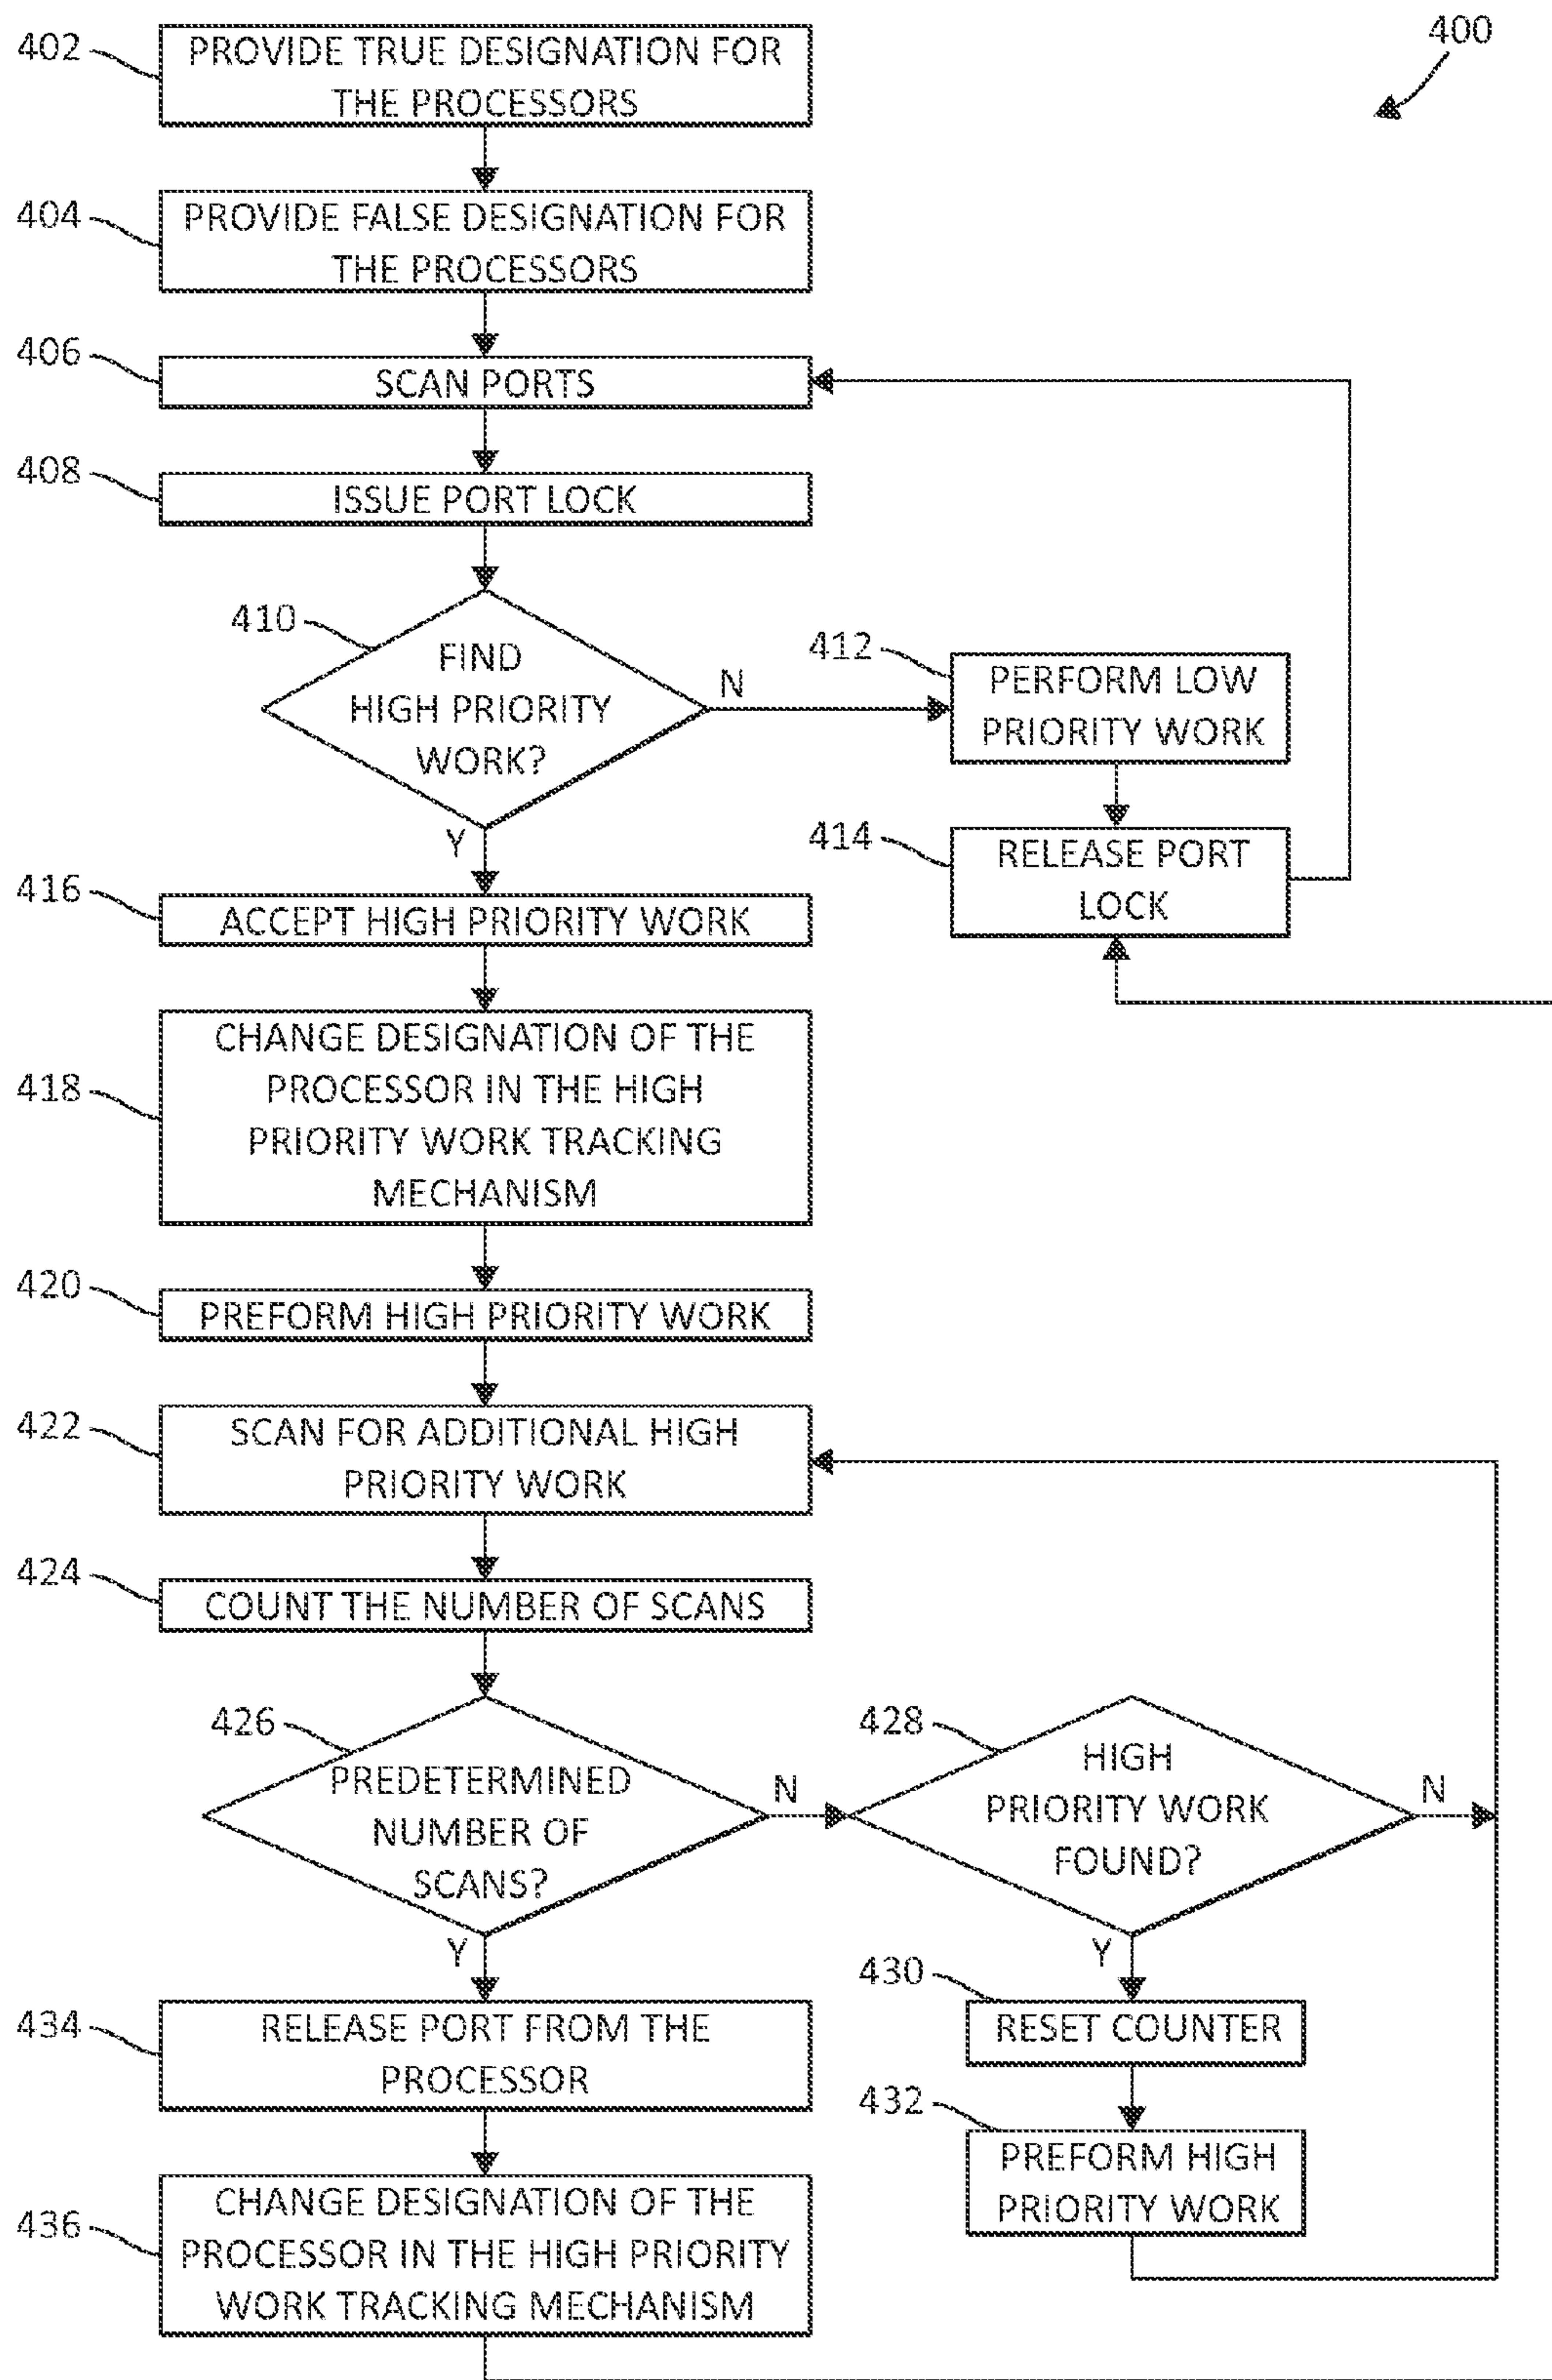 400
402
PROVIDE TRUE DESIGNATION FOR
THE PROCESSORS
404
PROVIDE FALSE DESIGNATION FOR
THE PROCESSORS
406
SCAN PORTS
408
ISSUE PORT LOCK
410
FIND
HIGH PRIORITY
WORK?
N
Y
412
PERFORM LOW
PRIORITY WORK
414
RELEASE PORT
LOCK
416
ACCEPT HIGH PRIORITY WORK
418
CHANGE DESIGNATION OF THE
PROCESSOR IN THE HIGH
PRIORITY WORK TRACKING
MECHANISM
420
PREFORM HIGH PRIORITY WORK
422
SCAN FOR ADDITIONAL HIGH
PRIORITY WORK
424
COUNT THE NUMBER OF SCANS
426
PREDETERMINED
NUMBER OF
SCANS?
N
Y
428
HIGH
PRIORITY WORK
FOUND?
N
Y
430
RESET COUNTER
432
PREFORM HIGH
PRIORITY WORK
434
RELEASE PORT FROM THE
PROCESSOR
436
CHANGE DESIGNATION OF THE
PROCESSOR IN THE HIGH PRIORITY
WORK TRACKING MECHANISM